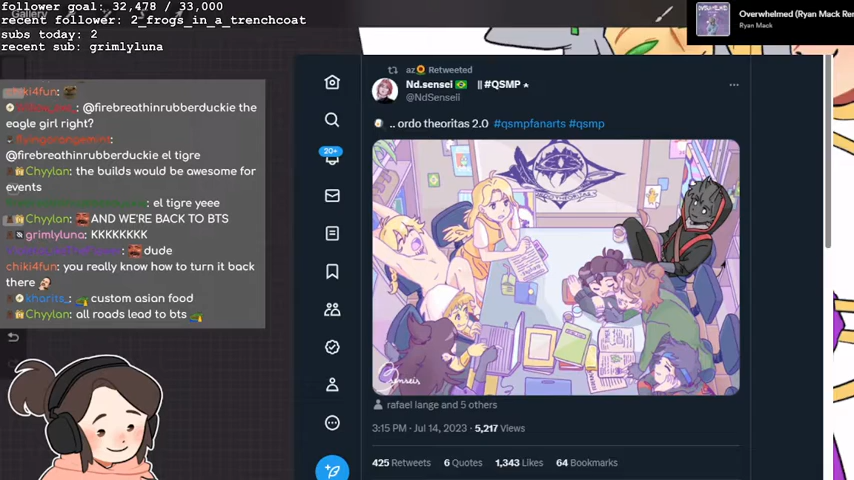 follower goal: 32,478 / 33,000
recent follower: 2_frogs_in_a_trenchcoat
subs today: 2
recent sub: grimlyluna
Gallery
Overwhelmed (Ryan Mack Rem
Ryan Mack
chiki4fun:
@firebreathinrubberduckie the
eagle girl right?
@firebreathinrubberduckie el tigre
Chyylan: the builds would be awesome for
events
el tigre yeee
Chyylan: AND WE'RE BACK TO BTS
grimlyluna: KKKKKKKK
dude
chiki4fun: you really know how to turn it back
there
kharits_: custom asian food
Chyylan: all roads lead to bts
20+
az Retweeted
Nd.sensei || #QSMP
@NdSenseii
.. ordo theoritas 2.0 #qsmpfanarts #qsmp
rafael lange and 5 others
3:15 PM · Jul 14, 2023 · 5,217 Views
425 Retweets 6 Quotes 1,343 Likes 64 Bookmarks